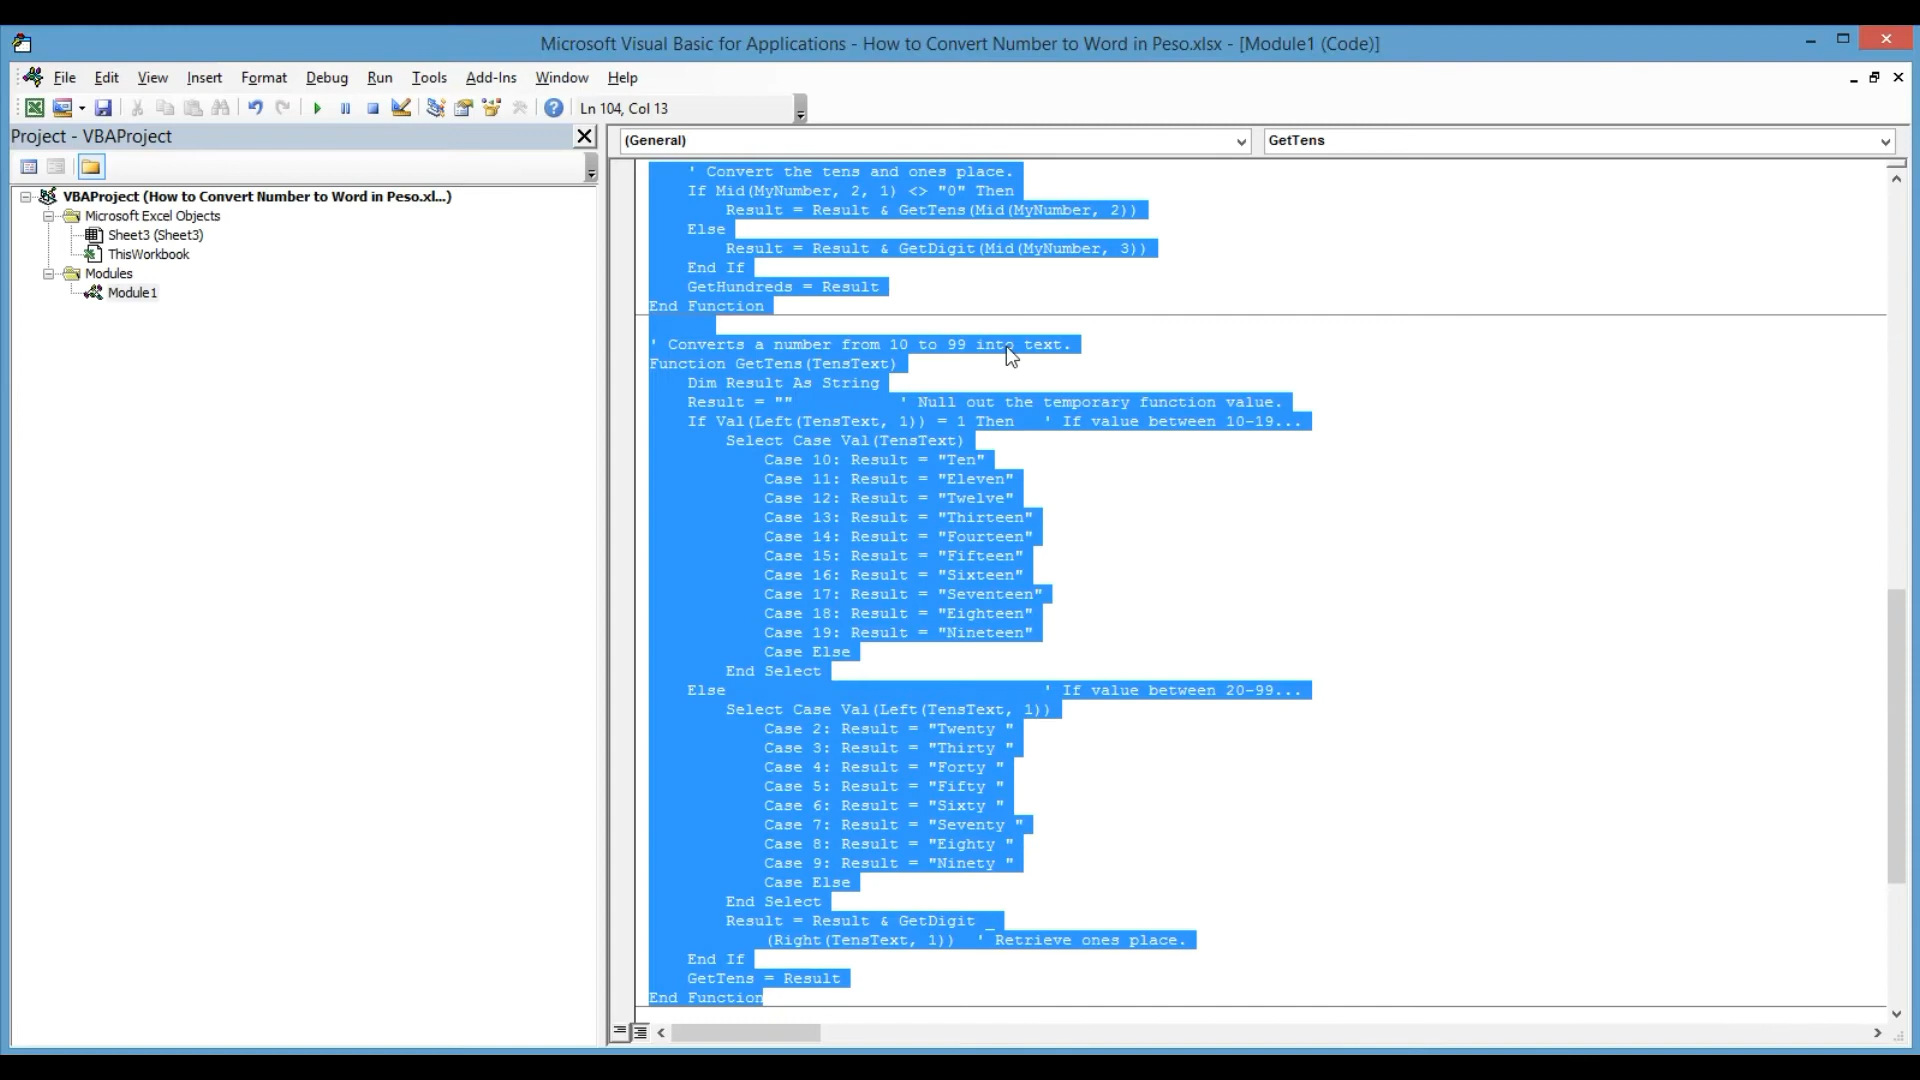 Microsoft Visual Basic for Applications - How to Convert Number to Word in Peso.xlsx - [Module1 (Code)]
File Edit View Insert Format Debug Run Tools Add-Ins Window Help
Ln 104, Col 13
Project - VBAProject
(General) GetTens
VBAProject (How to Convert Number to Word in Peso.xl...)
Microsoft Excel Objects
Sheet3 (Sheet3)
ThisWorkbook
Modules
Module1
' Convert the tens and ones place.
If Mid(MyNumber, 2, 1) <> "0" Then
Result = Result & GetTens(Mid(MyNumber, 2))
Else
Result = Result & GetDigit(Mid(MyNumber, 3))
End If
GetHundreds = Result
End Function
' Converts a number from 10 to 99 into text.
Function GetTens(TensText)
Dim Result As String
Result = "" ' Null out the temporary function value.
If Val(Left(TensText, 1)) = 1 Then ' If value between 10-19...
Select Case Val(TensText)
Case 10: Result = "Ten"
Case 11: Result = "Eleven"
Case 12: Result = "Twelve"
Case 13: Result = "Thirteen"
Case 14: Result = "Fourteen"
Case 15: Result = "Fifteen"
Case 16: Result = "Sixteen"
Case 17: Result = "Seventeen"
Case 18: Result = "Eighteen"
Case 19: Result = "Nineteen"
Case Else
End Select
Else ' If value between 20-99...
Select Case Val(Left(TensText, 1))
Case 2: Result = "Twenty "
Case 3: Result = "Thirty "
Case 4: Result = "Forty "
Case 5: Result = "Fifty "
Case 6: Result = "Sixty "
Case 7: Result = "Seventy "
Case 8: Result = "Eighty "
Case 9: Result = "Ninety "
Case Else
End Select
Result = Result & GetDigit _
(Right(TensText, 1)) ' Retrieve ones place.
End If
GetTens = Result
End Function